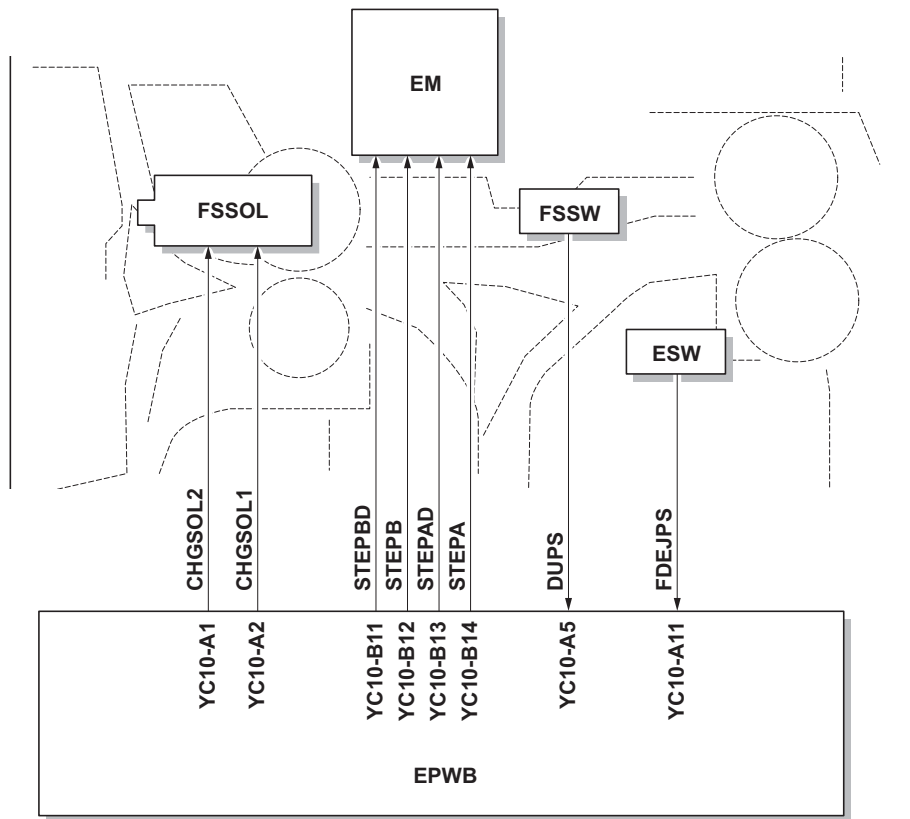 EM
FSSOL
FSSW
ESW
CHGSOL2
CHGSOL1
STEPBD
STEPB
STEPAD
STEPA
DUPS
FDEJPS
YC10-A1
YC10-A2
YC10-B11
YC10-B12
YC10-B13
YC10-B14
YC10-A5
YC10-A11
EPWB